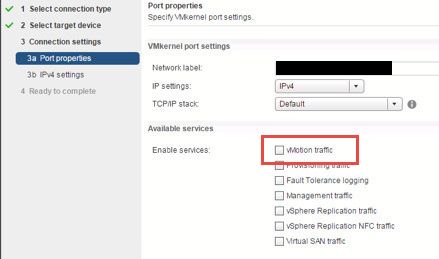 1 Select connection type
2 Select target device
3 Connection settings
3a Port properties
3b IPv4 settings
4 Ready to complete
Port properties
Specify VMkernel port settings.
VMkernel port settings
Network label:
IP settings: IPv4
TCP/IP stack: Default
Available services
Enable services: vMotion traffic
Provisioning traffic
Fault Tolerance logging
Management traffic
vSphere Replication traffic
vSphere Replication NFC traffic
Virtual SAN traffic